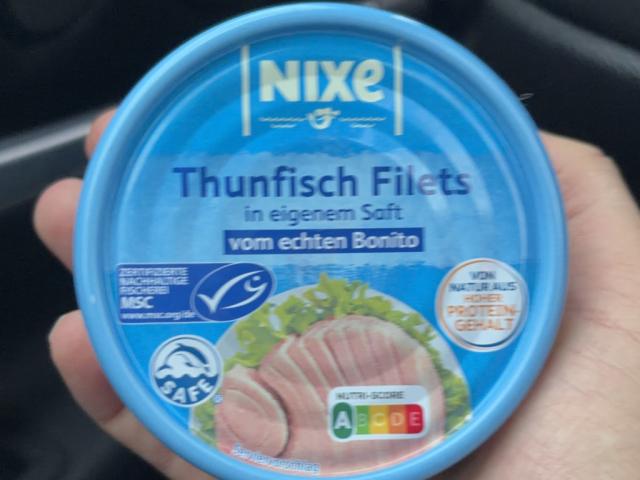 NIXe
Thunfisch Filets
in eigenem Saft
vom echten Bonito
ZERTIFIZIERTE
NACHHALTIGE
FISCHEREI
MSC
www.msc.org/de
VON
NATUR AUS
HOHER
PROTEIN-
GEHALT
SAFE
NUTRI-SCORE
A B C D E
Serviervorschlag